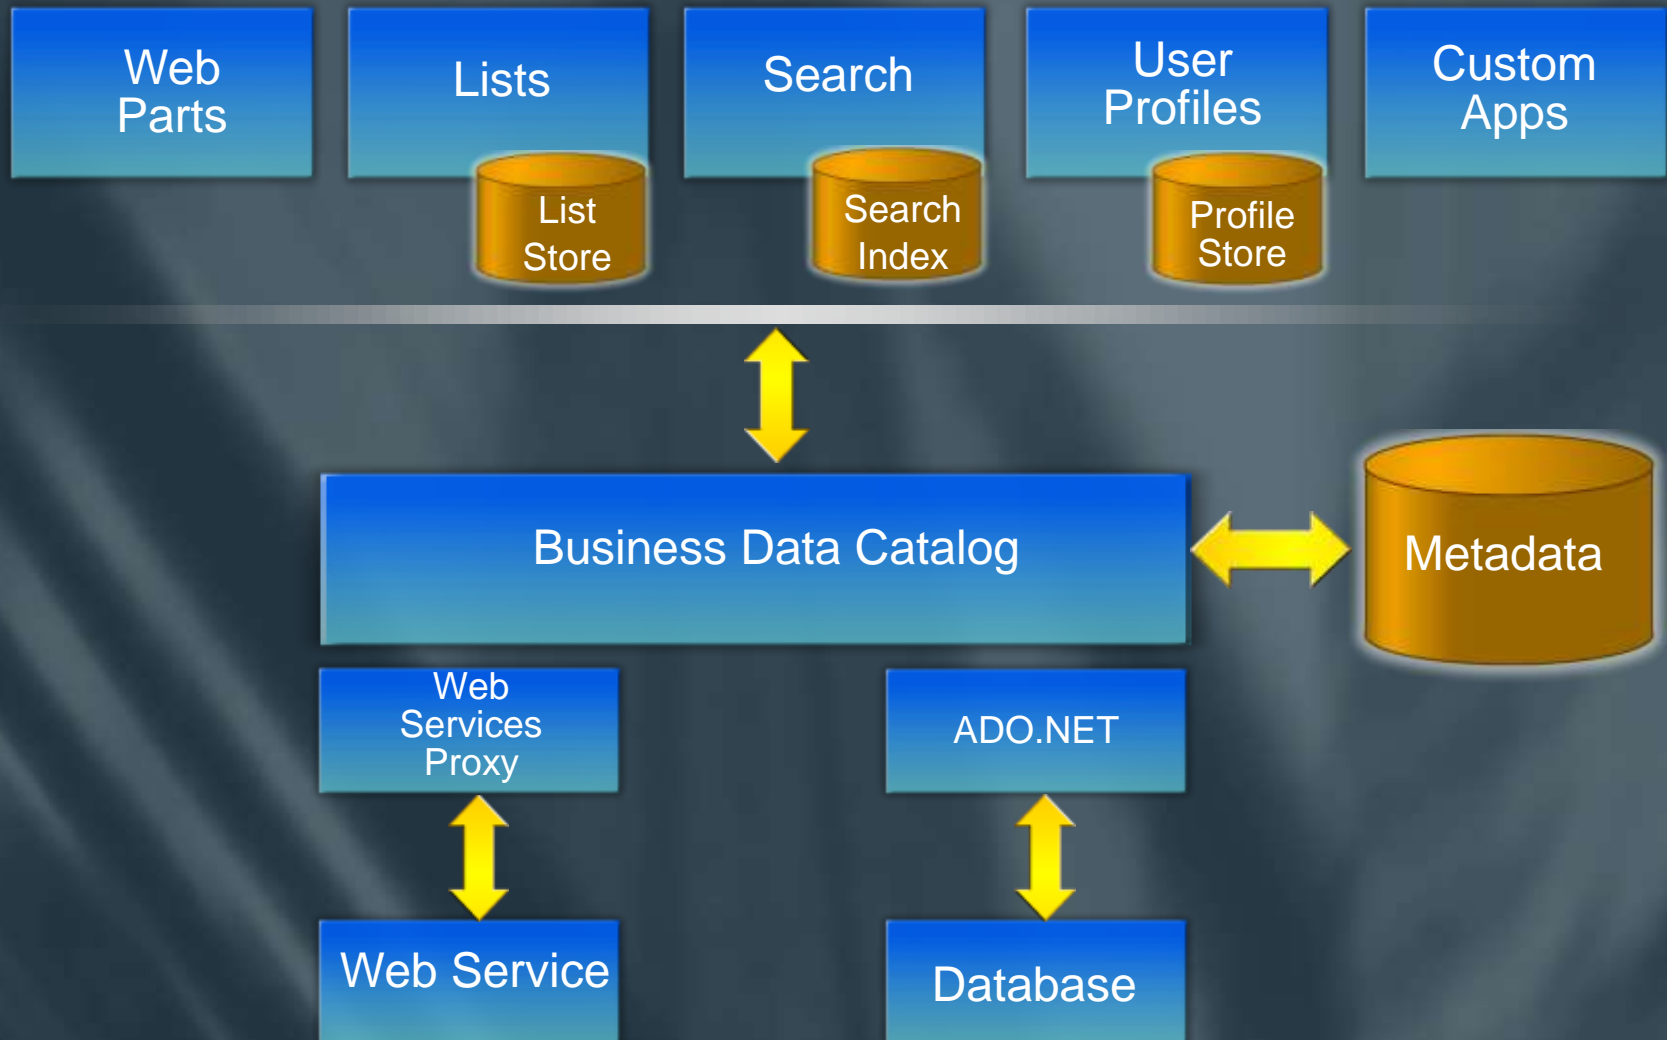 Web
Parts
Lists
Search
User
Profiles
Custom
Apps
List
Store
Search
Index
Profile
Store
Business Data Catalog
Metadata
Web
Services
Proxy
ADO.NET
Web Service
Database